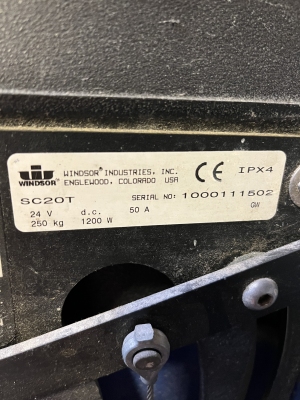 WINDSOR
WINDSOR® INDUSTRIES, INC. CE IPX4
ENGLEWOOD, COLORADO USA
SC20T SERIAL NO: 1000111502
24 V d.c. 50 A GW
250 kg 1200 W